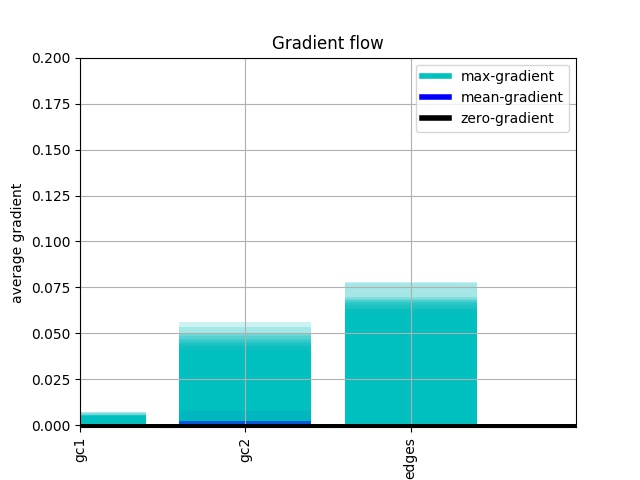 Gradient flow
max-gradient
mean-gradient
zero-gradient
average gradient
0.200
0.175
0.150
0.125
0.100
0.075
0.050
0.025
0.000
gc1
gc2
edges